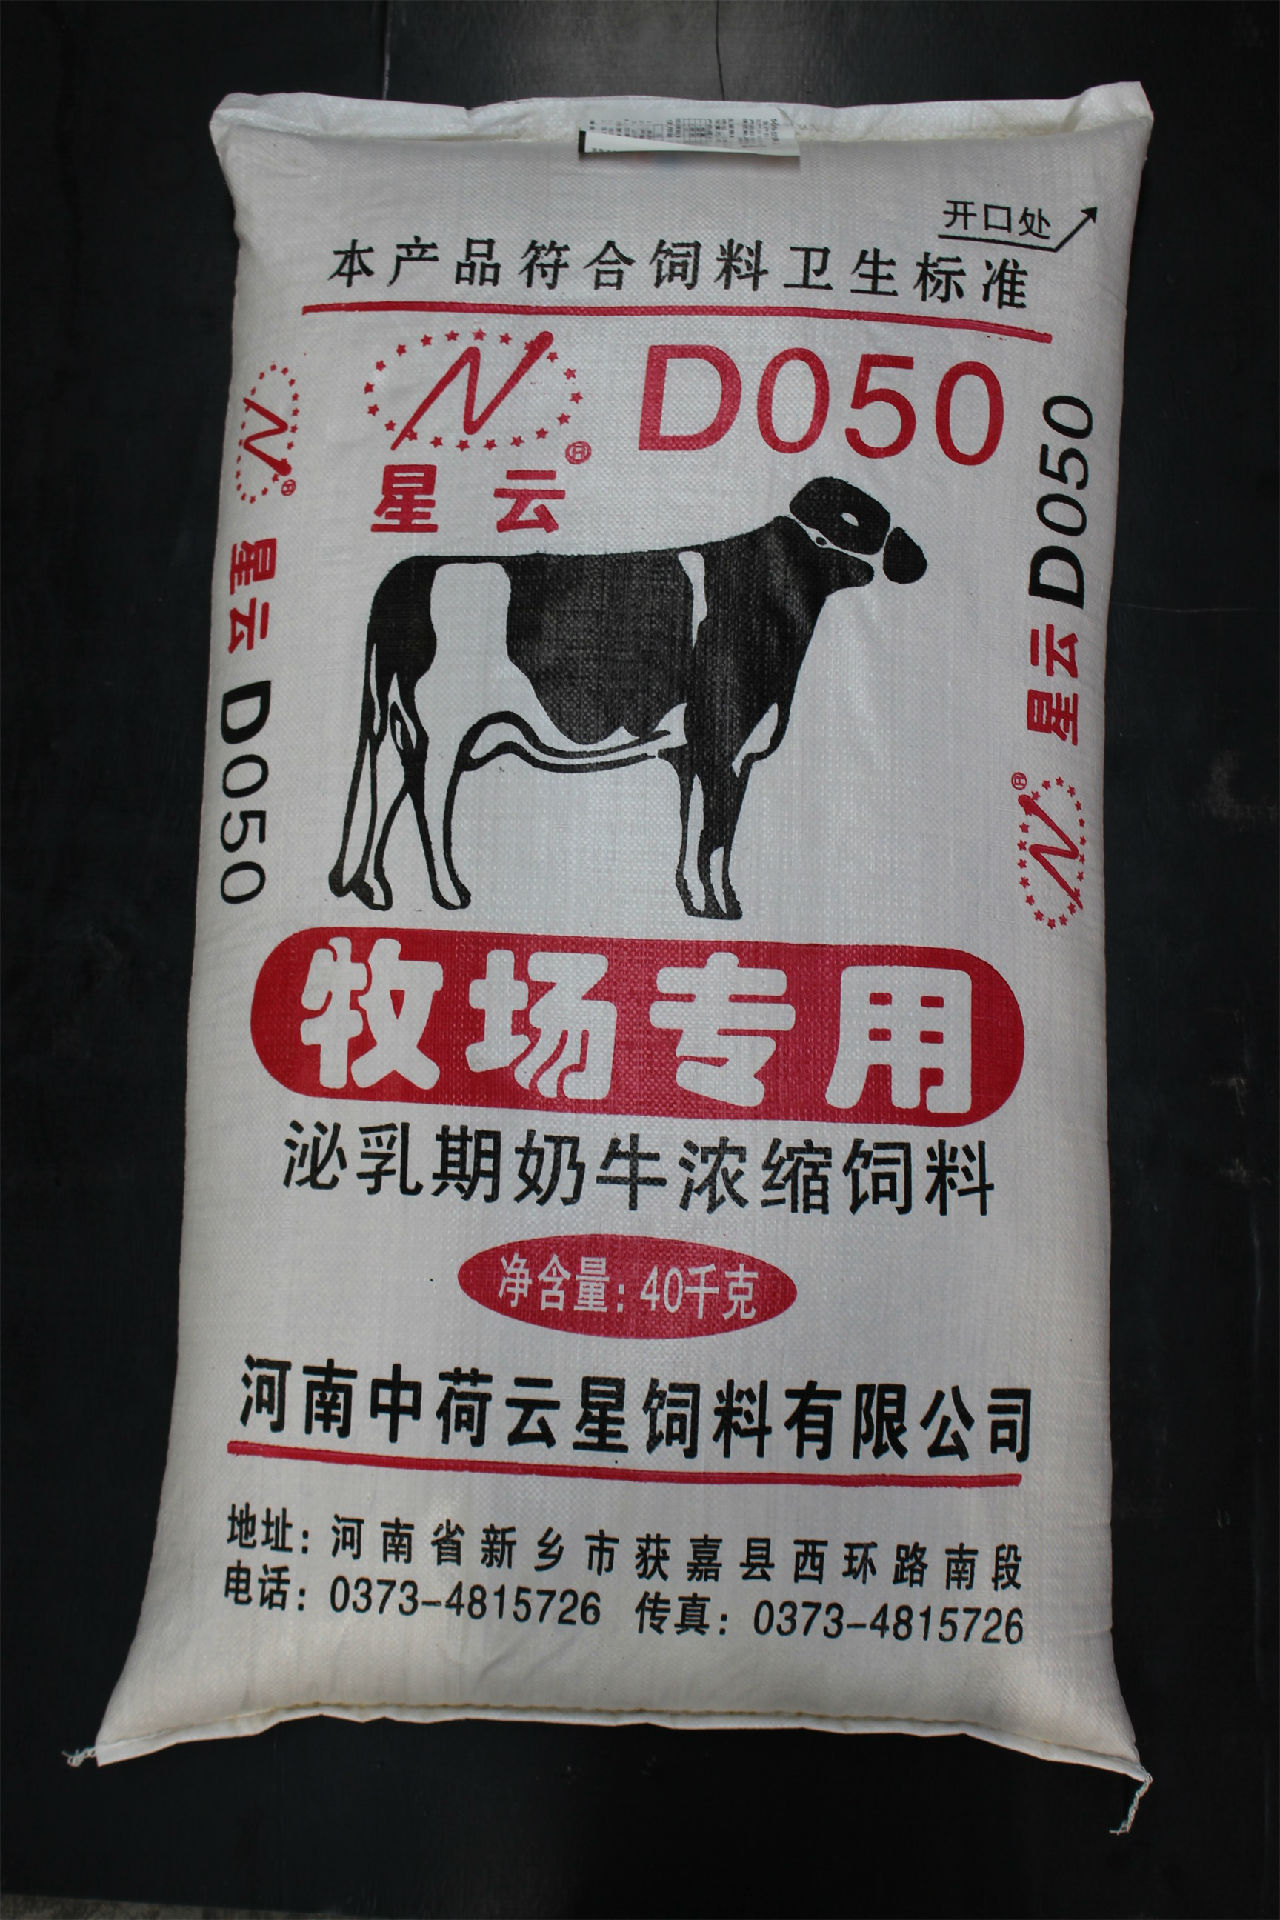 开口处
本产品符合饲料卫生标准
N
®
D050
星云
N
®
星云 D050
D050
星云
®
N
牧场专用
泌乳期奶牛浓缩饲料
净含量：40千克
河南中荷云星饲料有限公司
地址：河南省新乡市获嘉县西环路南段
电话：0373-4815726 传真：0373-4815726